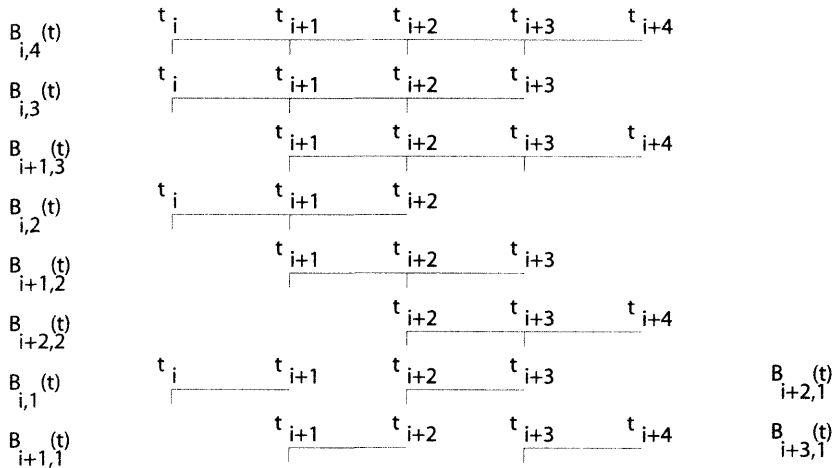 B_{i,4}(t) t_i t_{i+1} t_{i+2} t_{i+3} t_{i+4}
B_{i,3}(t) t_i t_{i+1} t_{i+2} t_{i+3}
B_{i+1,3}(t) t_{i+1} t_{i+2} t_{i+3} t_{i+4}
B_{i,2}(t) t_i t_{i+1} t_{i+2}
B_{i+1,2}(t) t_{i+1} t_{i+2} t_{i+3}
B_{i+2,2}(t) t_{i+2} t_{i+3} t_{i+4}
B_{i,1}(t) t_i t_{i+1} t_{i+2} t_{i+3} B_{i+2,1}(t)
B_{i+1,1}(t) t_{i+1} t_{i+2} t_{i+3} t_{i+4} B_{i+3,1}(t)